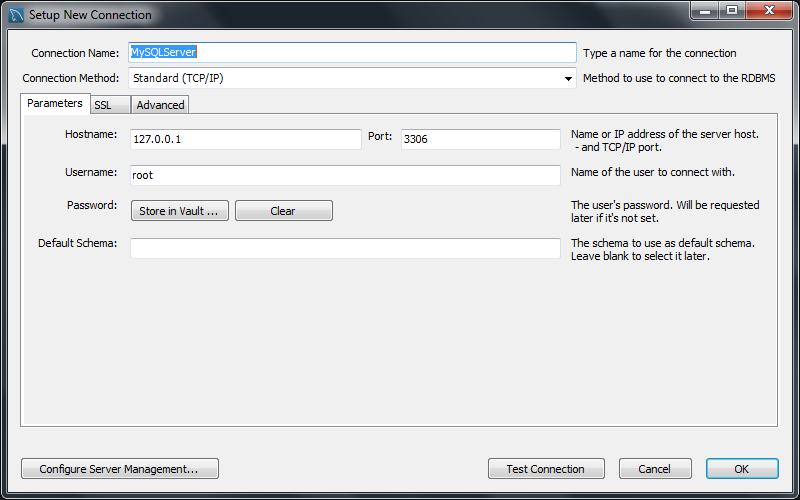 Setup New Connection
Connection Name: MySQLServer Type a name for the connection
Connection Method: Standard (TCP/IP) Method to use to connect to the RDBMS
Parameters SSL Advanced
Hostname: 127.0.0.1 Port: 3306 Name or IP address of the server host.
- and TCP/IP port.
Username: root Name of the user to connect with.
Password: Store in Vault ... Clear The user's password. Will be requested
later if it's not set.
Default Schema: The schema to use as default schema.
Leave blank to select it later.
Configure Server Management... Test Connection Cancel OK